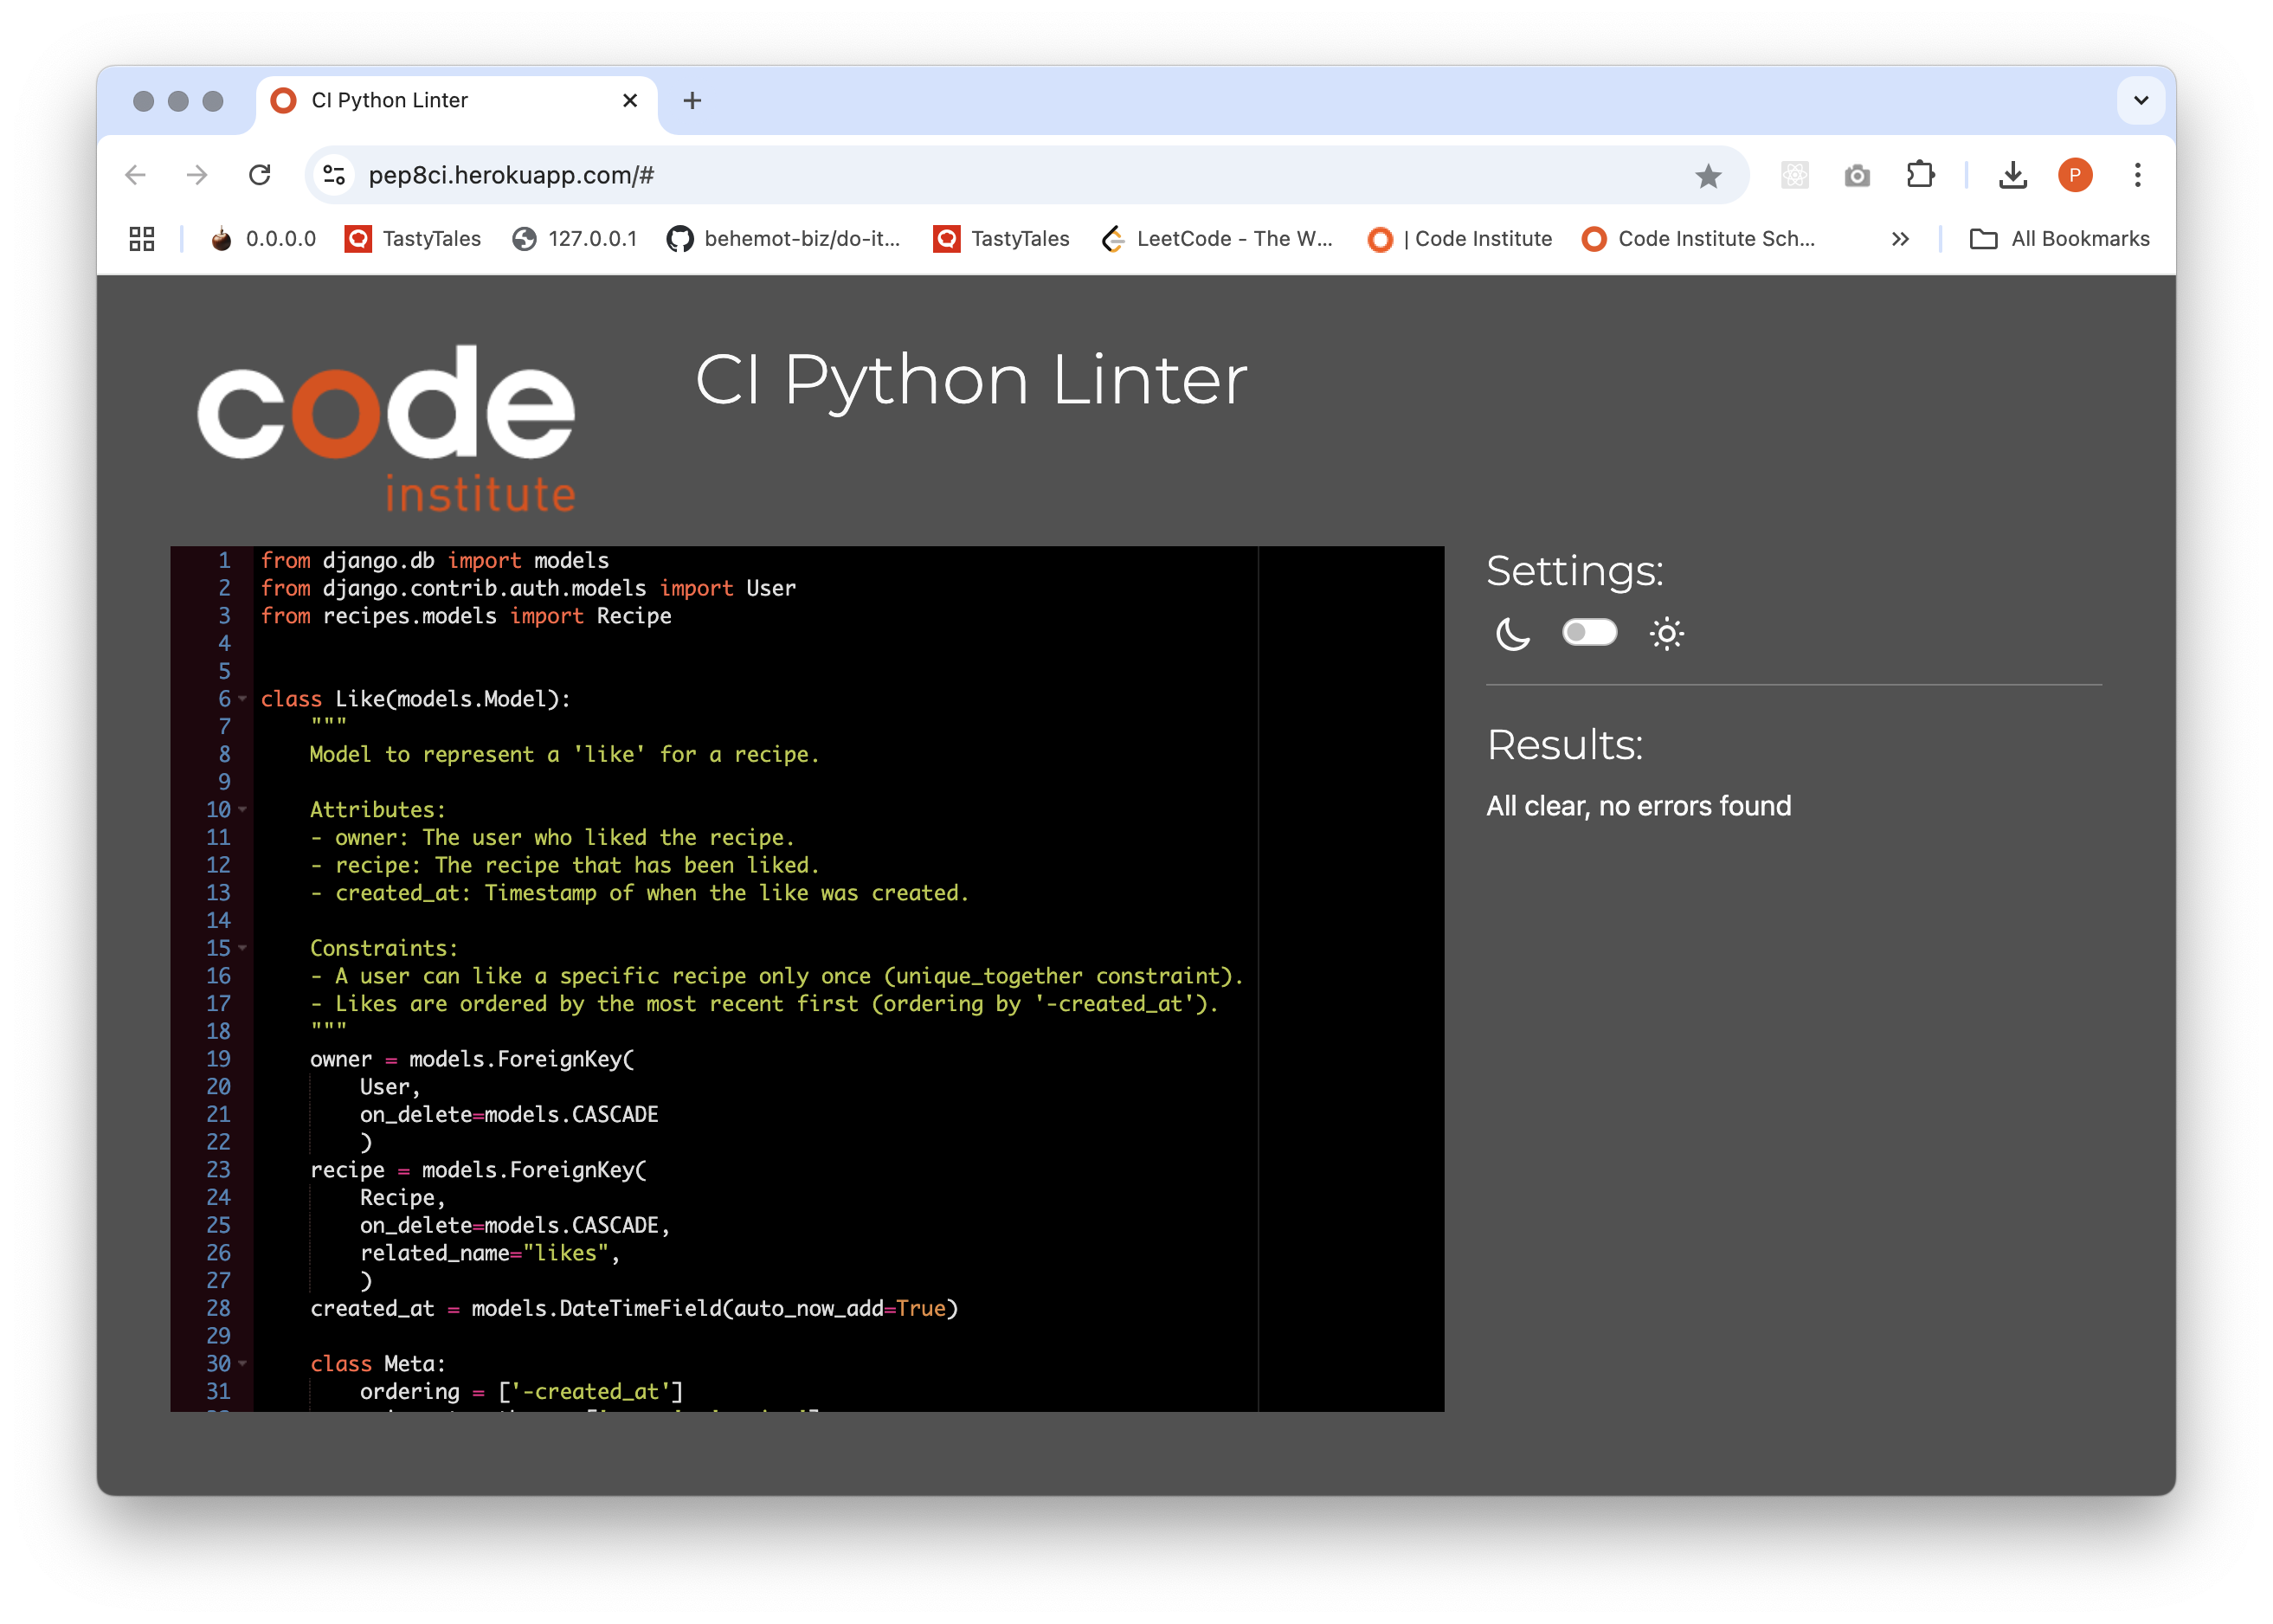 CI Python Linter
pep8ci.herokuapp.com/#
P
0.0.0.0
TastyTales
127.0.0.1
behemot-biz/do-it...
TastyTales
LeetCode - The W...
| Code Institute
Code Institute Sch...
All Bookmarks
code
institute
CI Python Linter
1 from django.db import models
2 from django.contrib.auth.models import User
3 from recipes.models import Recipe
4
5
6 class Like(models.Model):
7     """
8     Model to represent a 'like' for a recipe.
9
10     Attributes:
11     - owner: The user who liked the recipe.
12     - recipe: The recipe that has been liked.
13     - created_at: Timestamp of when the like was created.
14
15     Constraints:
16     - A user can like a specific recipe only once (unique_together constraint).
17     - Likes are ordered by the most recent first (ordering by '-created_at').
18     """
19     owner = models.ForeignKey(
20         User,
21         on_delete=models.CASCADE
22         )
23     recipe = models.ForeignKey(
24         Recipe,
25         on_delete=models.CASCADE,
26         related_name="likes",
27         )
28     created_at = models.DateTimeField(auto_now_add=True)
29
30     class Meta:
31         ordering = ['-created_at']
Settings:
Results:
All clear, no errors found